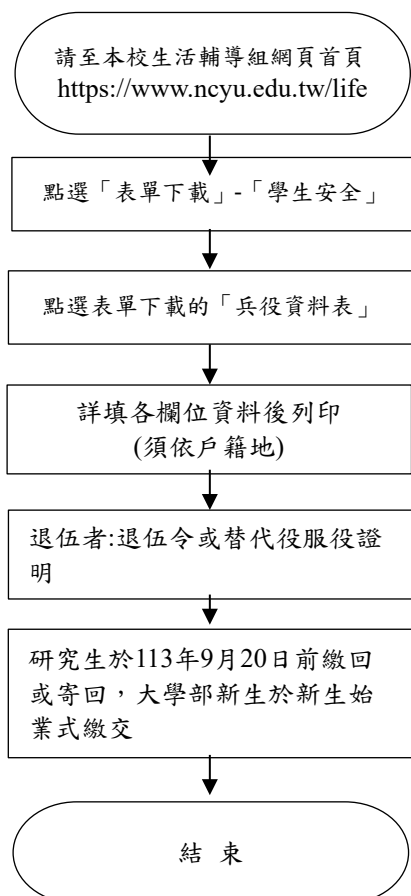 請至本校生活輔導組網頁首頁
https://www.ncyu.edu.tw/life
點選「表單下載」-「學生安全」
點選表單下載的「兵役資料表」
詳填各欄位資料後列印
(須依戶籍地)
退伍者:退伍令或替代役服役證
明
研究生於113年9月20日前繳回
或寄回，大學部新生於新生始
業式繳交
結 束